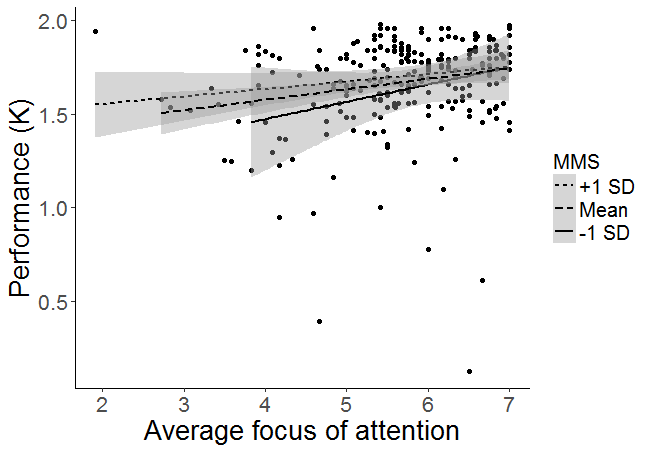 2.0
1.5
1.0
0.5
Performance (K)
2 3 4 5 6 7
Average focus of attention
MMS
+1 SD
Mean
-1 SD